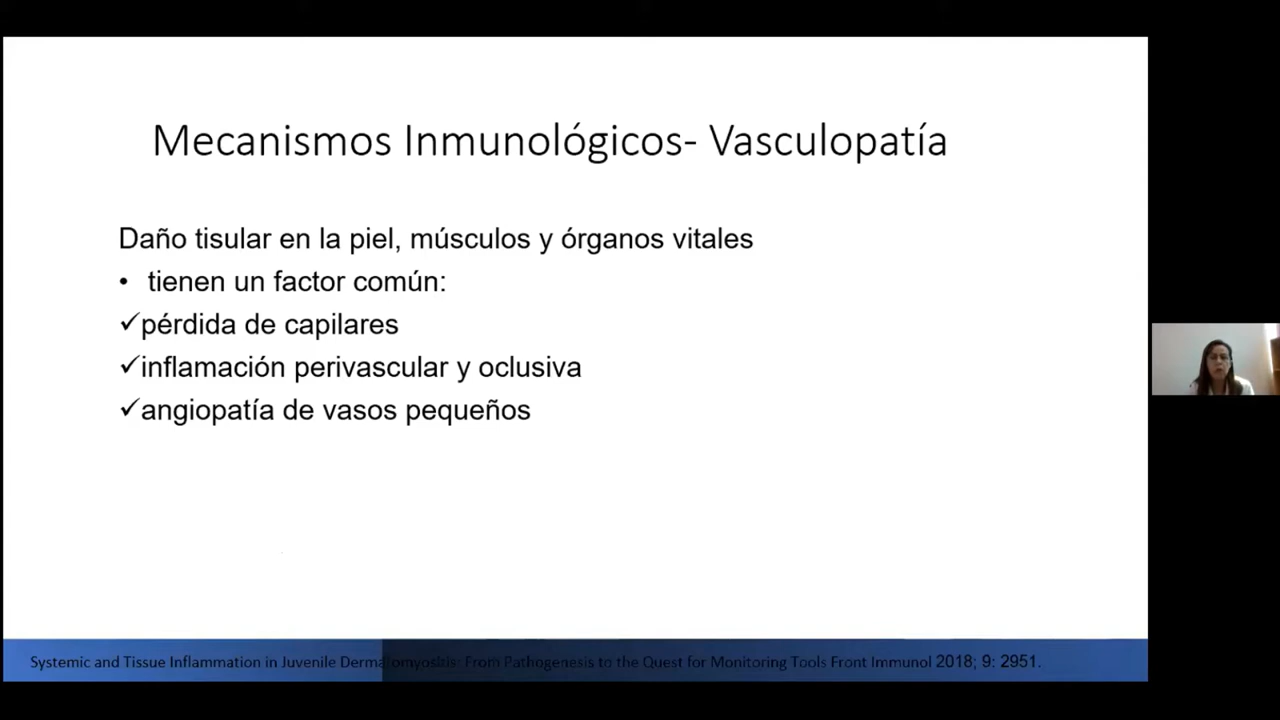 Mecanismos Inmunológicos- Vasculopatía
Daño tisular en la piel, músculos y órganos vitales
• tienen un factor común:
✓pérdida de capilares
✓inflamación perivascular y oclusiva
✓angiopatía de vasos pequeños
Systemic and Tissue Inflammation in Juvenile Dermatomyositis: From Pathogenesis to the Quest for Monitoring Tools Front Immunol 2018; 9: 2951.